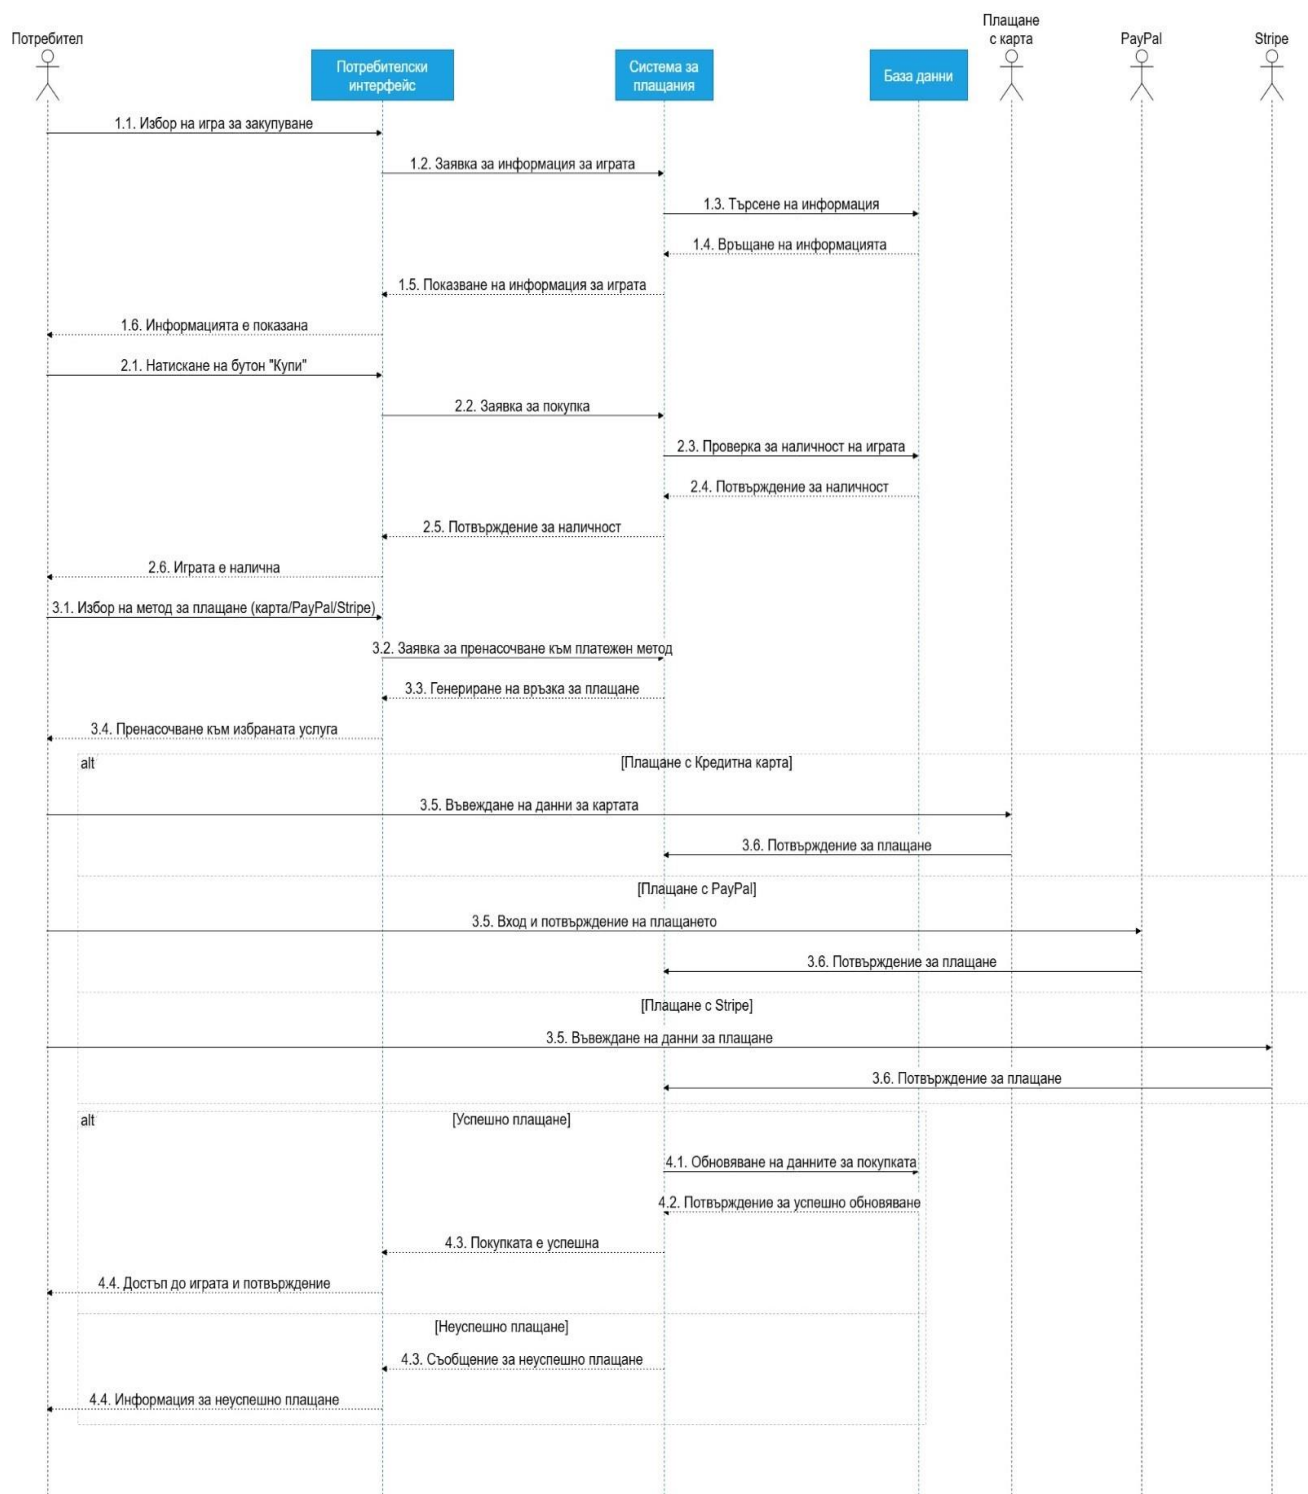 Плащане
с карта
Потребител
PayPal
Stripe
Потребителски
интерфейс
Система за
плащания
База данни
1.1. Избор на игра за закупуване
1.2. Заявка за информация за играта
1.3. Търсене на информация
1.4. Връщане на информацията
1.5. Показване на информация за играта
1.6. Информацията е показана
2.1. Натискане на бутон "Купи"
2.2. Заявка за покупка
2.3. Проверка за наличност на играта
2.4. Потвърждение за наличност
2.5. Потвърждение за наличност
2.6. Играта е налична
3.1. Избор на метод за плащане (карта/PayPal/Stripe)
3.2. Заявка за пренасочване към платежен метод
3.3. Генериране на връзка за плащане
3.4. Пренасочване към избраната услуга
alt
[Плащане с Кредитна карта]
3.5. Въвеждане на данни за картата
3.6. Потвърждение за плащане
[Плащане с PayPal]
3.5. Вход и потвърждение на плащането
3.6. Потвърждение за плащане
[Плащане с Stripe]
3.5. Въвеждане на данни за плащане
3.6. Потвърждение за плащане
alt
[Успешно плащане]
4.1. Обновяване на данните за покупката
4.2. Потвърждение за успешно обновяване
4.3. Покупката е успешна
4.4. Достъп до играта и потвърждение
[Неуспешно плащане]
4.3. Съобщение за неуспешно плащане
4.4. Информация за неуспешно плащане